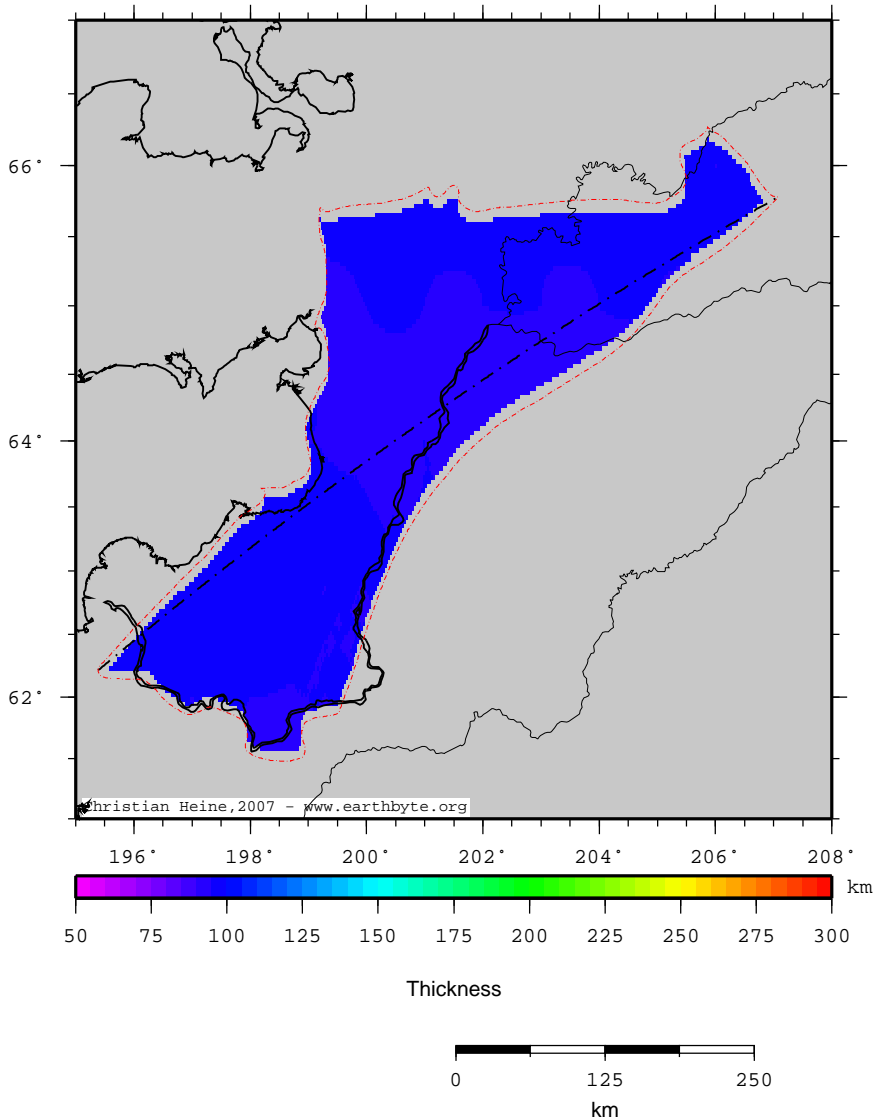 66˚
64˚
62˚
Christian Heine,2007 - www.earthbyte.org
196˚ 198˚ 200˚ 202˚ 204˚ 206˚ 208˚
km
50 75 100 125 150 175 200 225 250 275 300
Thickness
0 125 250
km